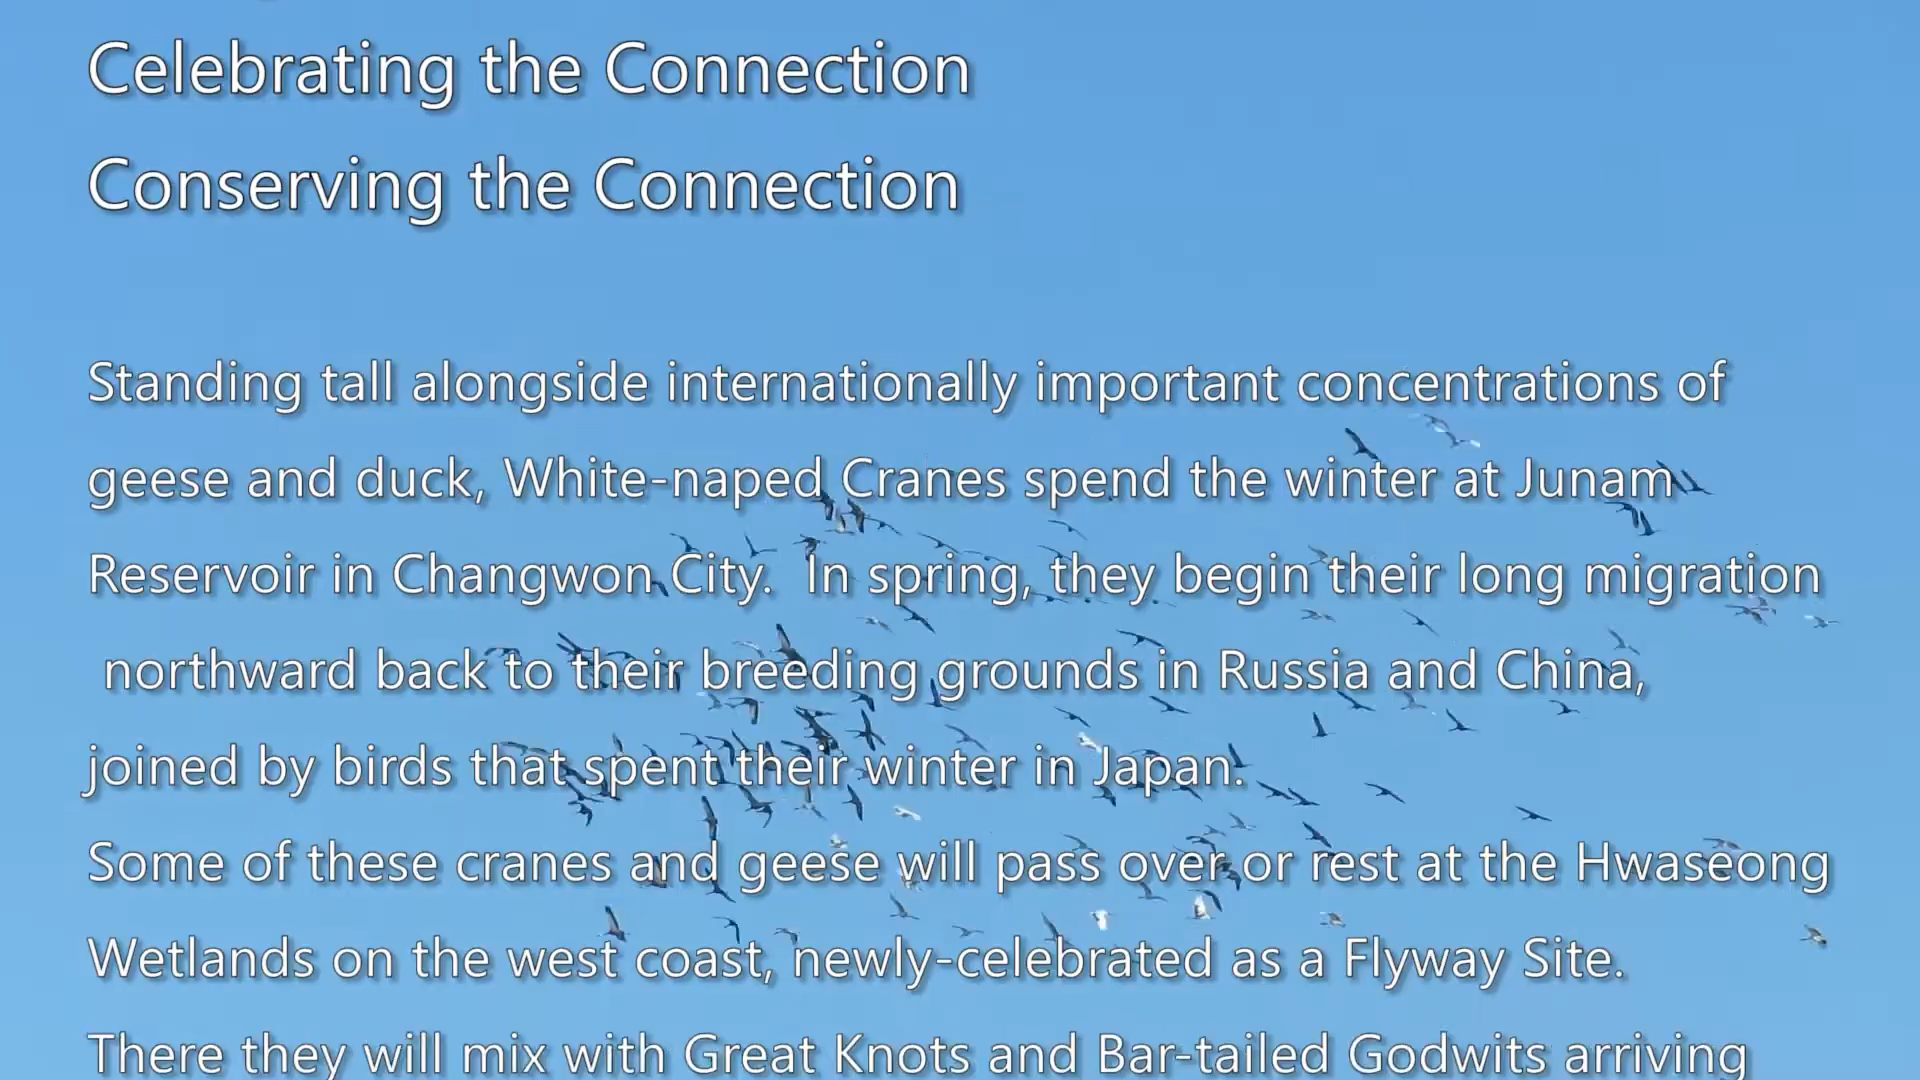 Celebrating the Connection
Conserving the Connection
Standing tall alongside internationally important concentrations of
geese and duck, White-naped Cranes spend the winter at Junam
Reservoir in Changwon City.  In spring, they begin their long migration
northward back to their breeding grounds in Russia and China,
joined by birds that spent their winter in Japan.
Some of these cranes and geese will pass over or rest at the Hwaseong
Wetlands on the west coast, newly-celebrated as a Flyway Site.
There they will mix with Great Knots and Bar-tailed Godwits arriving